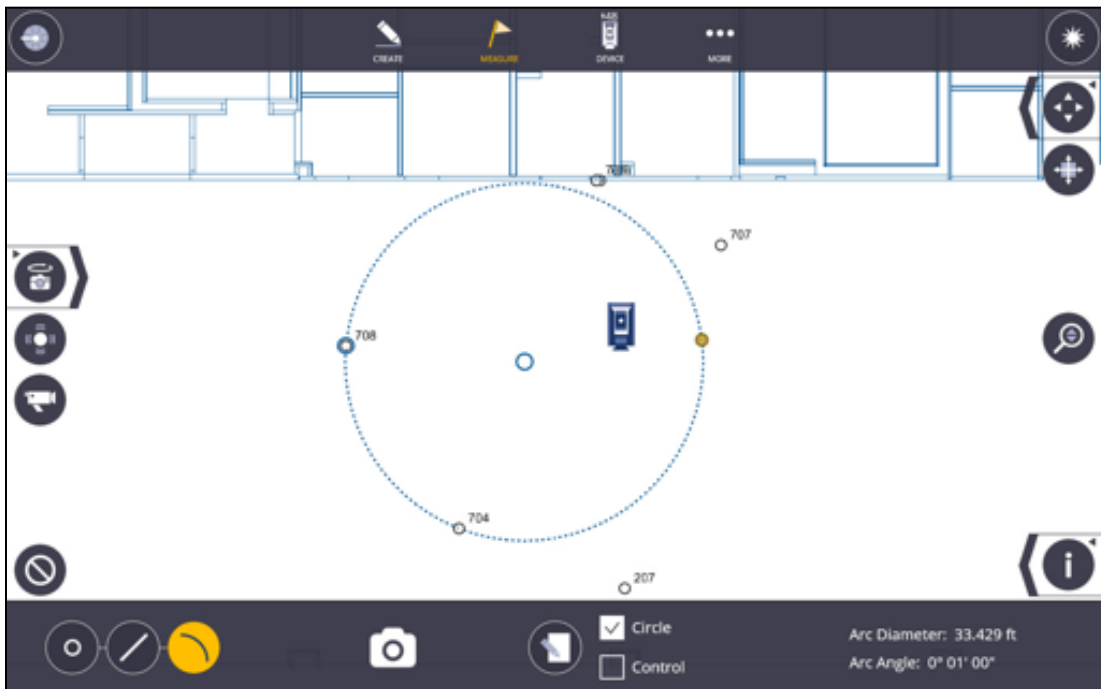 CREATE
MEASURE
DEVICE
MORE
707
708
704
207
Circle
Control
Arc Diameter: 33.429 ft
Arc Angle: 0° 01' 00"